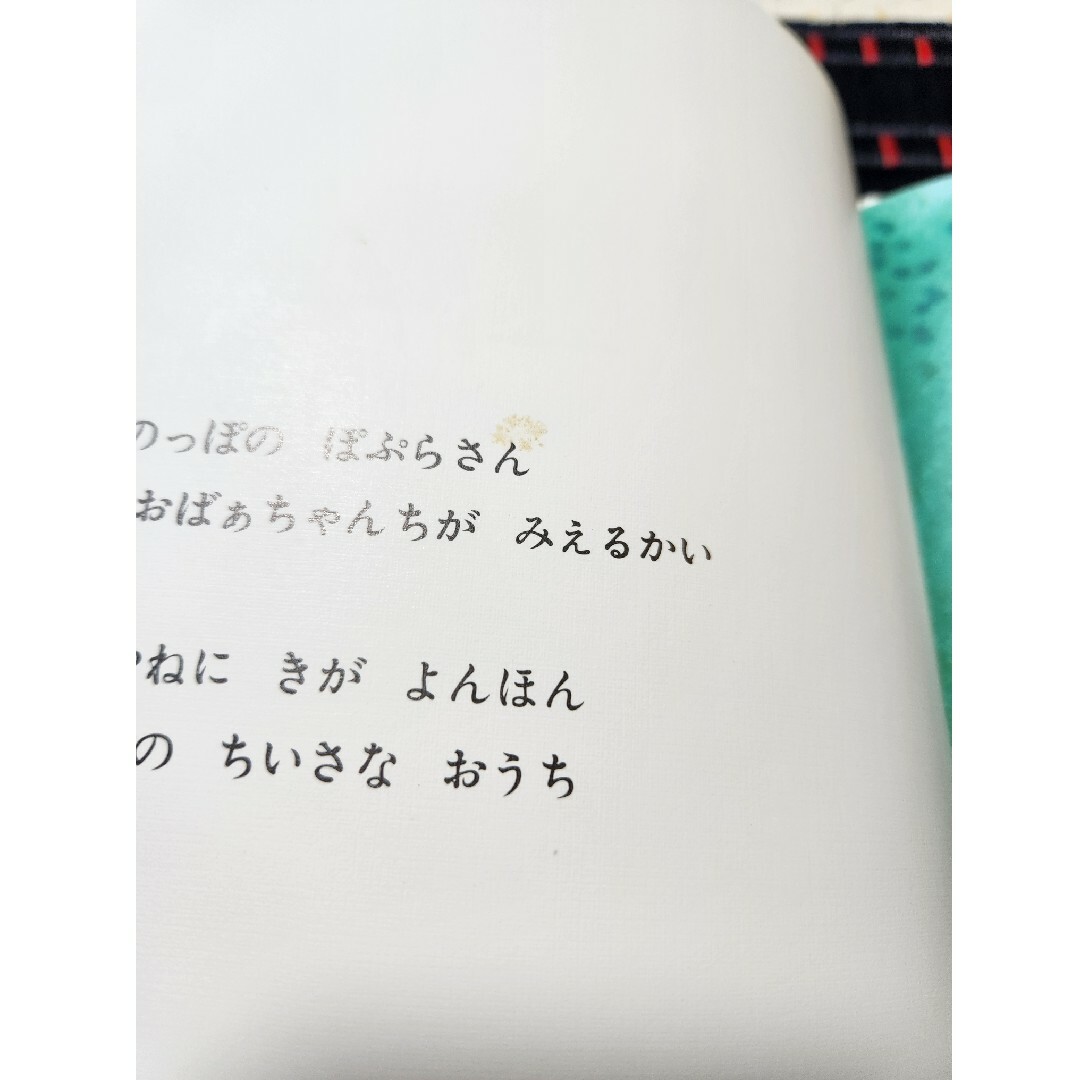 のっぽの ぽぷらさん
おばぁちゃんちが みえるかい
ねに きが よんほん
の ちいさな おうち